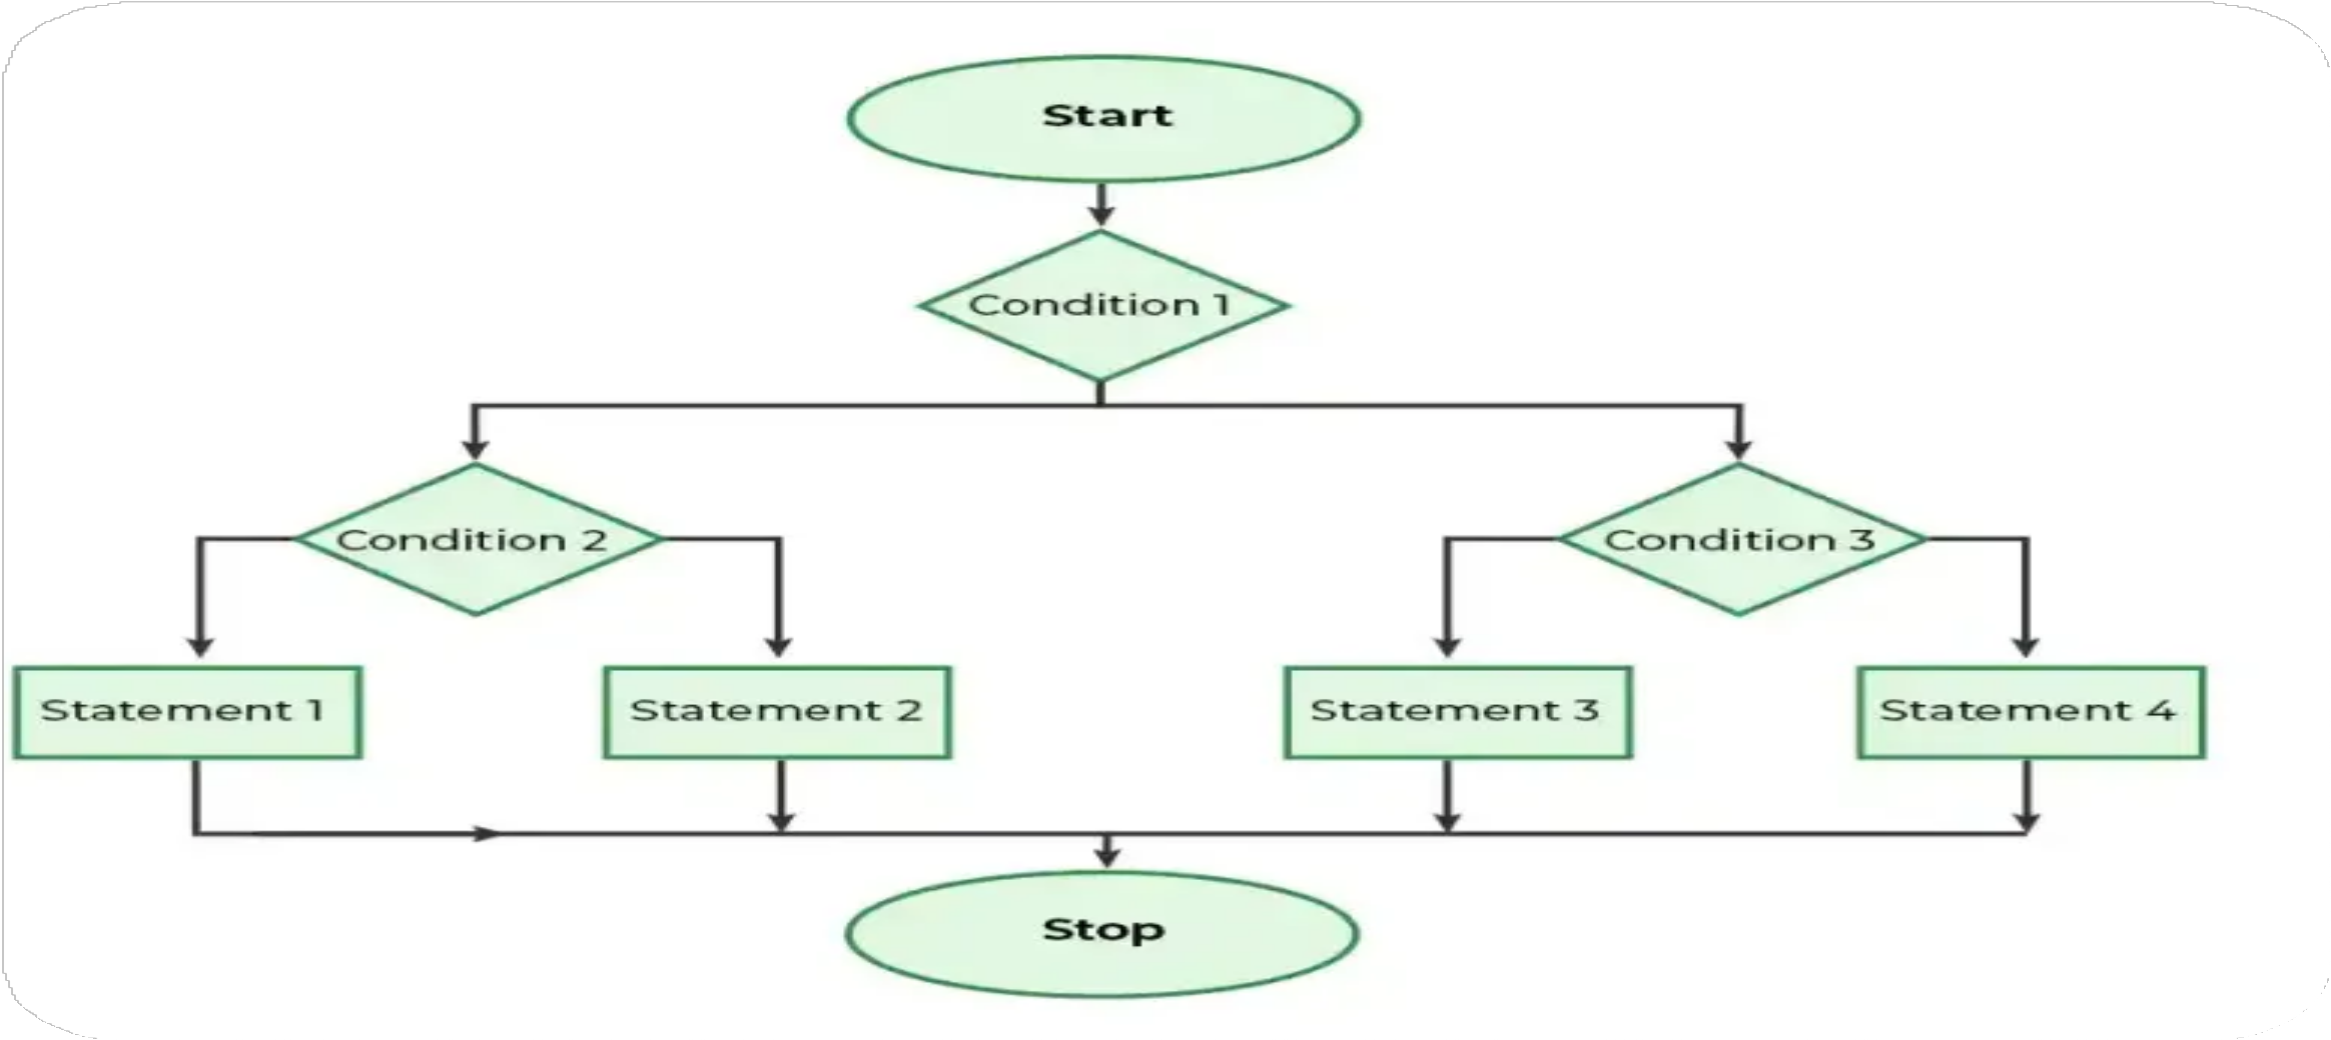 Start
Condition 1
Condition 2
Condition 3
Statement 1
Statement 2
Statement 3
Statement 4
Stop